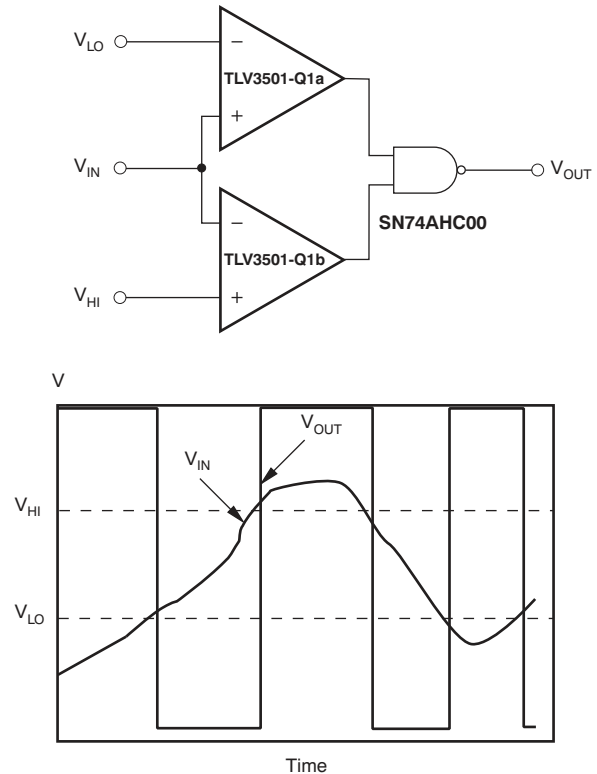 V_LO
−
TLV3501-Q1a
+
V_IN
V_OUT
−
SN74AHC00
TLV3501-Q1b
V_HI
+
V
V_OUT
V_IN
V_HI
V_LO
Time